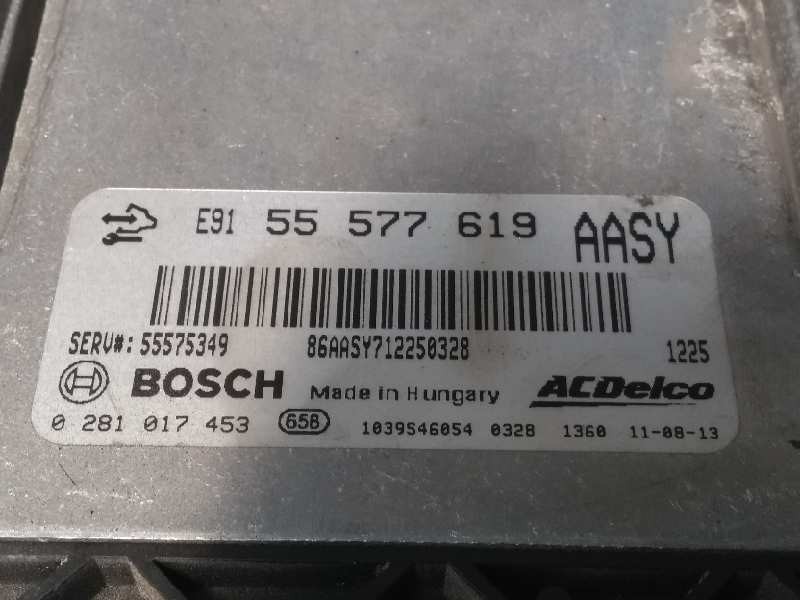 E91 55 577 619 AASY
SERV#: 55575349 86AASY712250328 1225
BOSCH Made in Hungary ACDelco
0 281 017 453 658 1039S46054 0328 1360 11-08-13